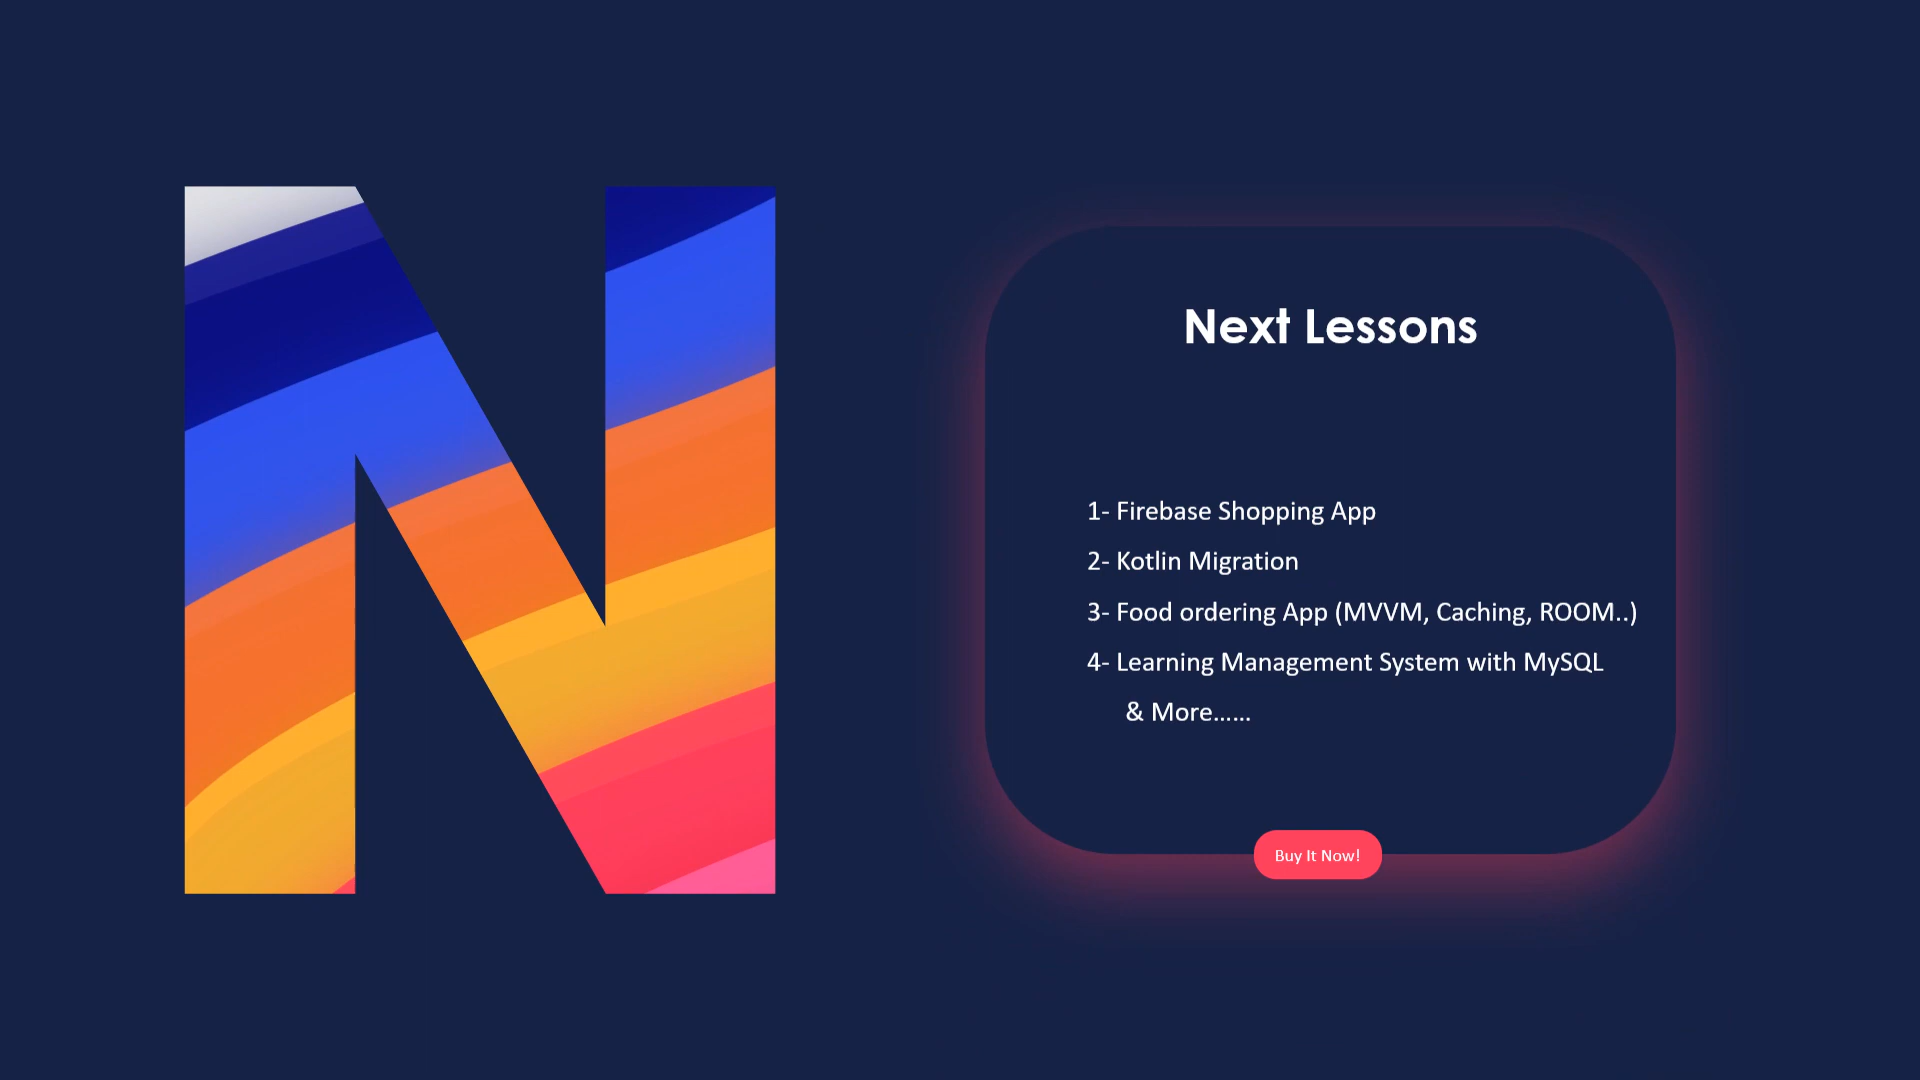 N
Next Lessons
1- Firebase Shopping App
2- Kotlin Migration
3- Food ordering App (MVVM, Caching, ROOM..)
4- Learning Management System with MySQL
& More......
Buy It Now!